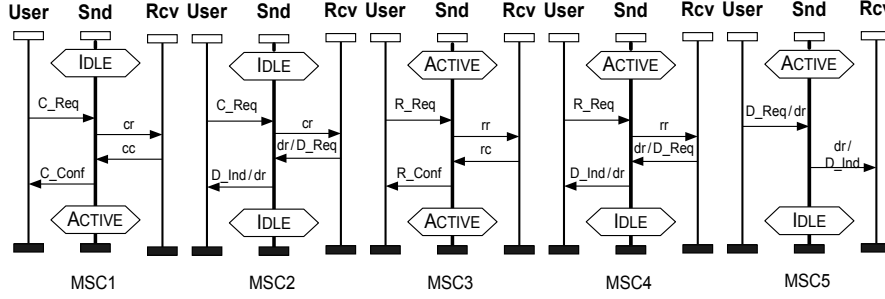 User Snd Rcv User Snd Rcv User Snd Rcv User Snd Rcv User Snd Rcv
IDLE IDLE ACTIVE ACTIVE ACTIVE
C_Req C_Req R_Req R_Req D_Req/dr
cr cr rr rr
cc dr/D_Req rc dr/D_Req dr/
D_Ind
C_Conf D_Ind/dr R_Conf D_Ind/dr
ACTIVE IDLE ACTIVE IDLE IDLE
MSC1 MSC2 MSC3 MSC4 MSC5